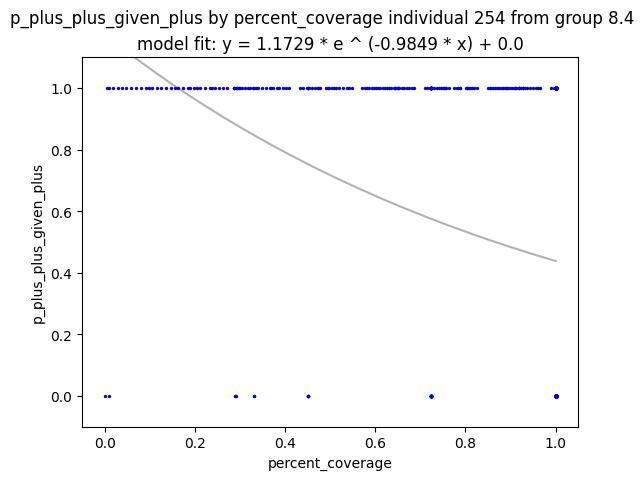 p_plus_plus_given_plus by percent_coverage individual 254 from group 8.4
model fit: y = 1.1729 * e ^ (-0.9849 * x) + 0.0
1.0
0.8
0.6
0.4
0.2
0.0
p_plus_plus_given_plus
0.0 0.2 0.4 0.6 0.8 1.0
percent_coverage